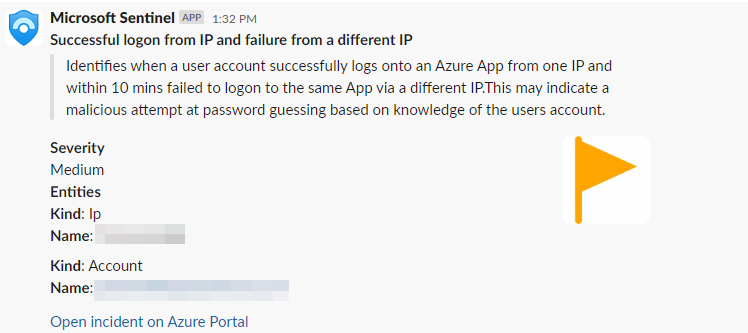 Microsoft Sentinel APP 1:32 PM
Successful logon from IP and failure from a different IP
Identifies when a user account successfully logs onto an Azure App from one IP and
within 10 mins failed to logon to the same App via a different IP.This may indicate a
malicious attempt at password guessing based on knowledge of the users account.
Severity
Medium
Entities
Kind: Ip
Name:
Kind: Account
Name:
Open incident on Azure Portal